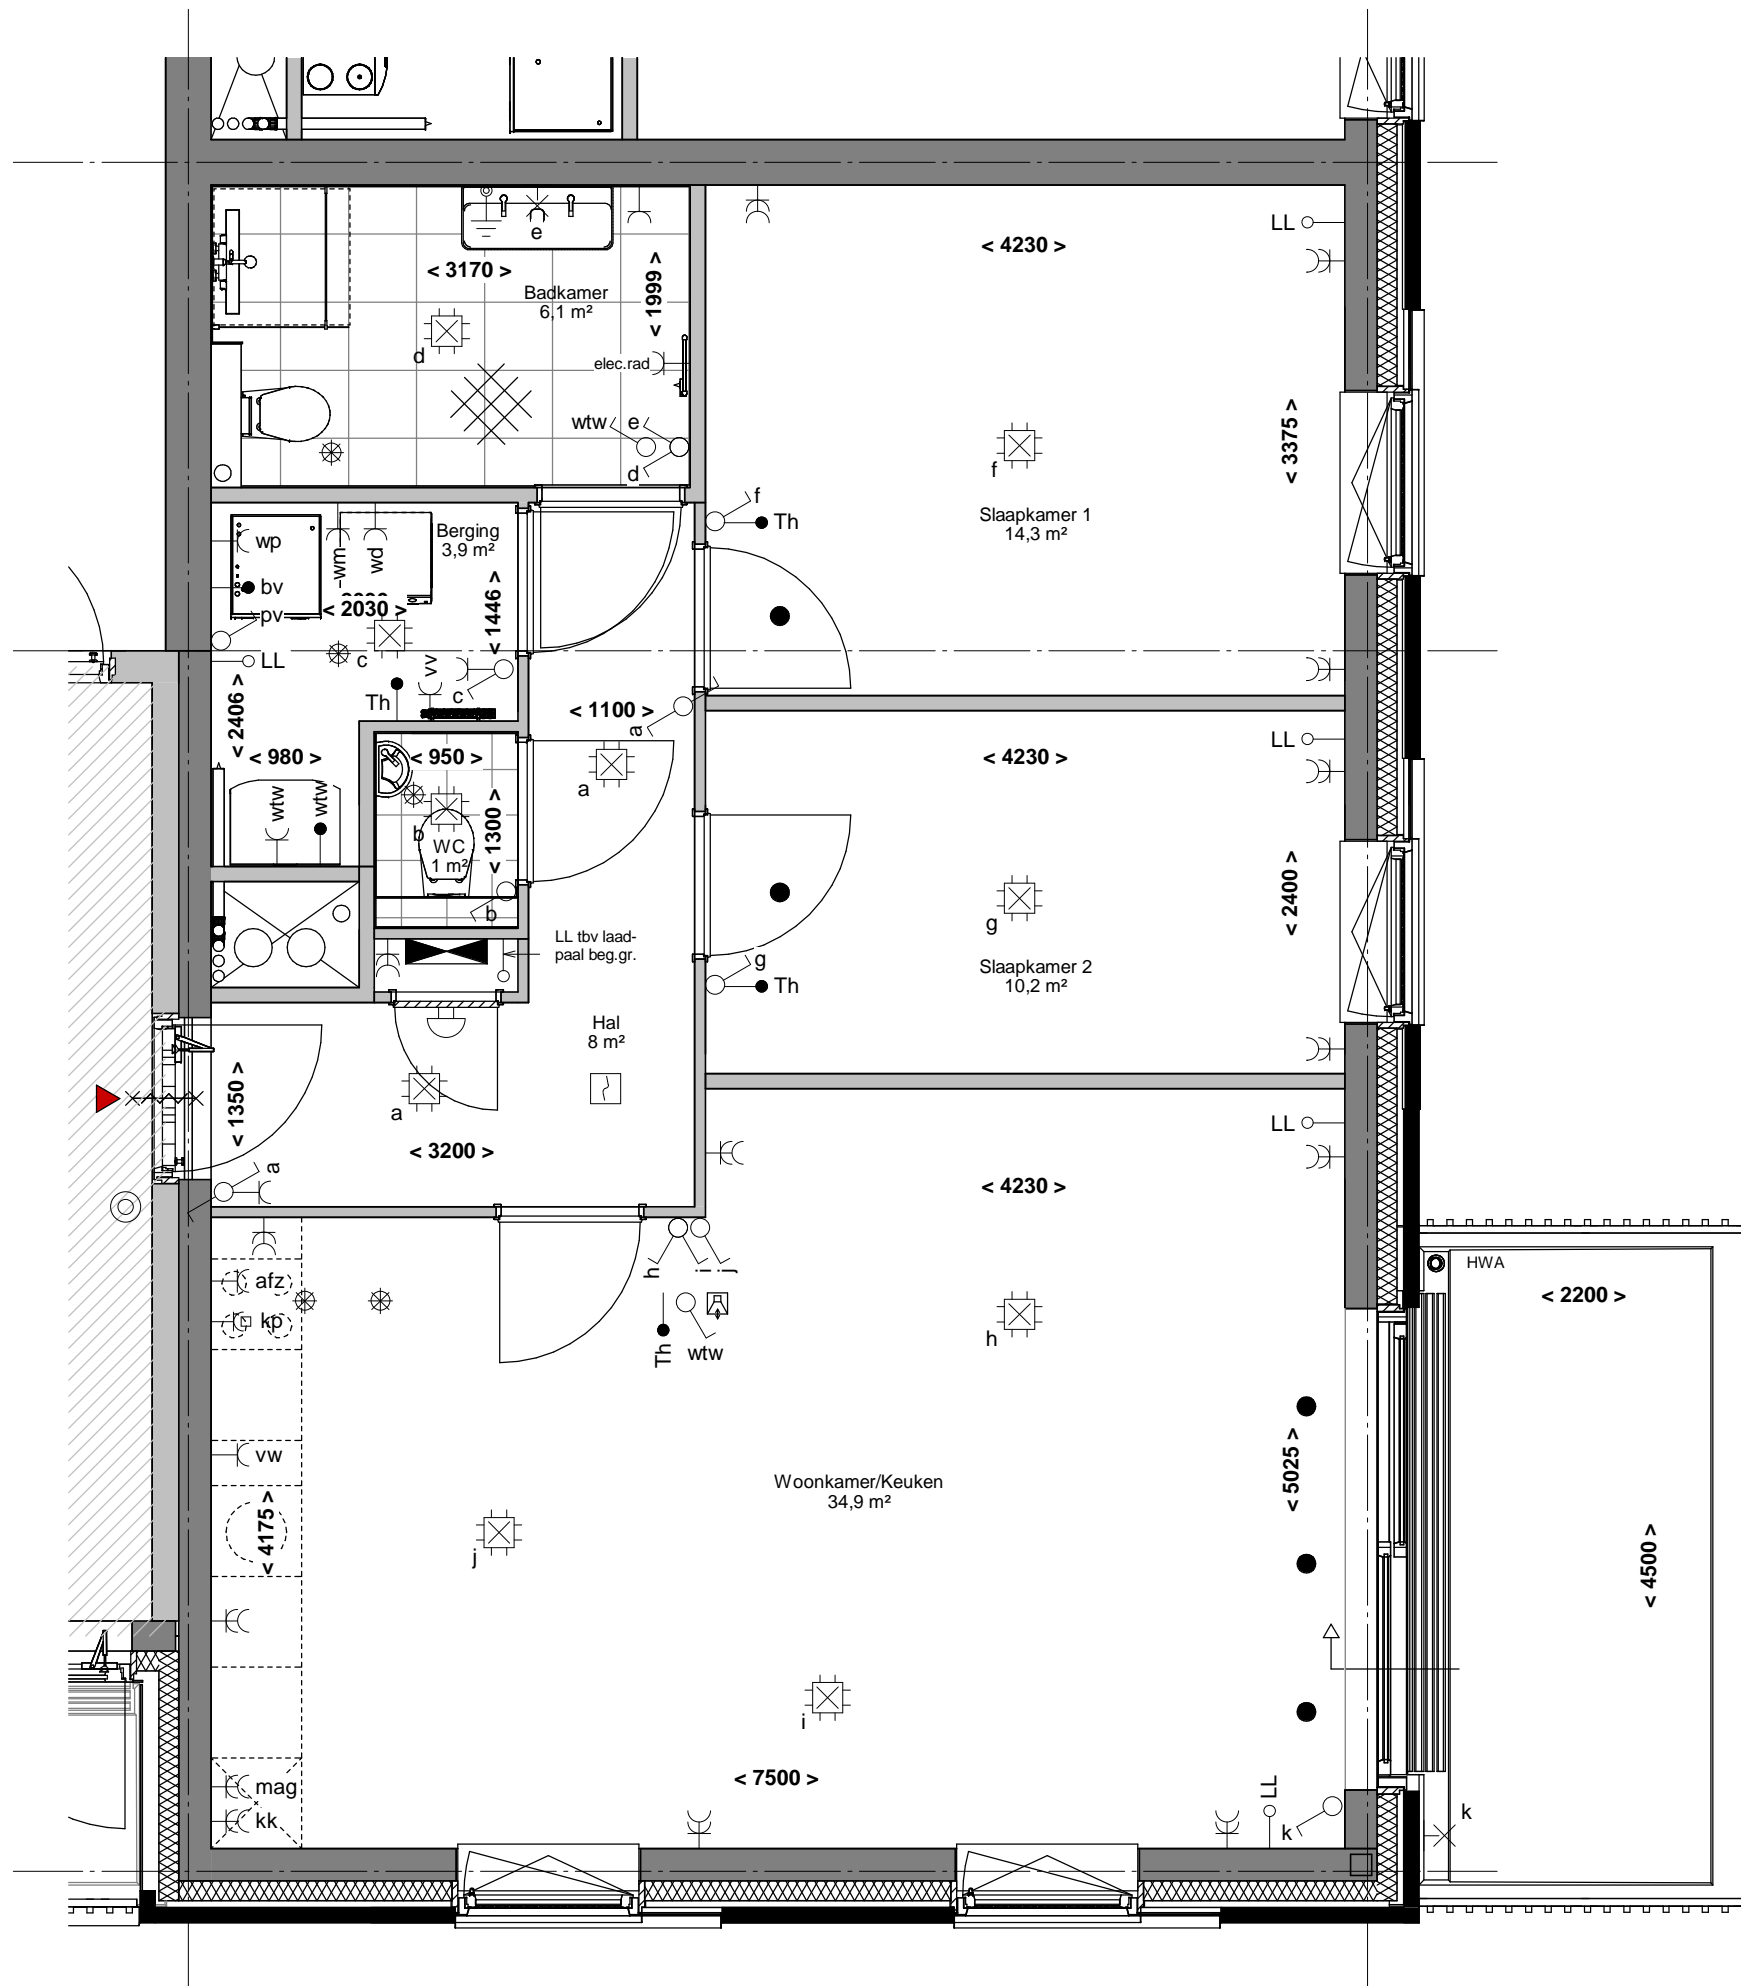 e
< 3170 >
Badkamer
6,1 m²
< 1999 >
d
elec.rad
wtw
e
d
< 4230 >
LL
f
< 3375 >
Slaapkamer 1
14,3 m²
f
Th
wp
bv
pv
LL
wm
wd
Berging
3,9 m²
< 2030 >
< 1446 >
c
vv
c
Th
< 2406 >
< 980 >
wtw
wtw
< 1100 >
a
a
< 950 >
b
WC
1 m²
< 1300 >
b
LL tbv laad-
paal beg.gr.
< 4230 >
LL
g
< 2400 >
Slaapkamer 2
10,2 m²
g
Th
Hal
8 m²
< 1350 >
a
a
< 3200 >
LL
< 4230 >
afz
kp
h
i
j
Th
wtw
h
HWA
< 2200 >
vw
< 4175 >
j
Woonkamer/Keuken
34,9 m²
< 5025 >
< 4500 >
i
< 7500 >
mag
kk
LL
k
k